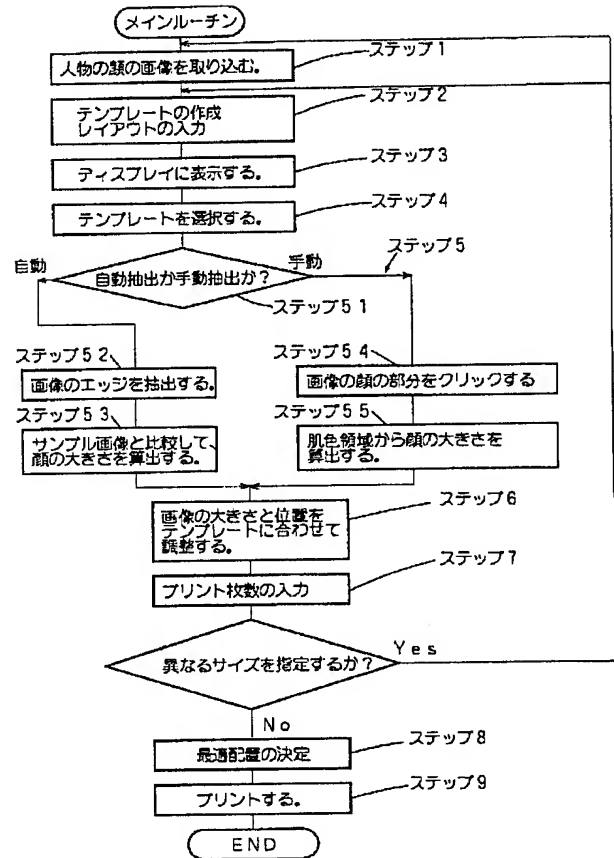 メインルーチン
ステップ1
人物の顔の画像を取り込む。
ステップ2
テンプレートの作成
レイアウトの入力
ステップ3
ディスプレイに表示する。
ステップ4
テンプレートを選択する。
ステップ5
自動
手動
自動抽出か手動抽出か?
ステップ51
ステップ52
ステップ54
画像のエッジを抽出する。
画像の顔の部分をクリックする
ステップ53
ステップ55
サンプル画像と比較して、
顔の大きさを算出する。
肌色領域から顔の大きさを
算出する。
ステップ6
画像の大きさと位置を
テンプレートに合わせて
調整する。
ステップ7
プリント枚数の入力
Yes
異なるサイズを指定するか?
No
ステップ8
最適配置の決定
ステップ9
プリントする。
END